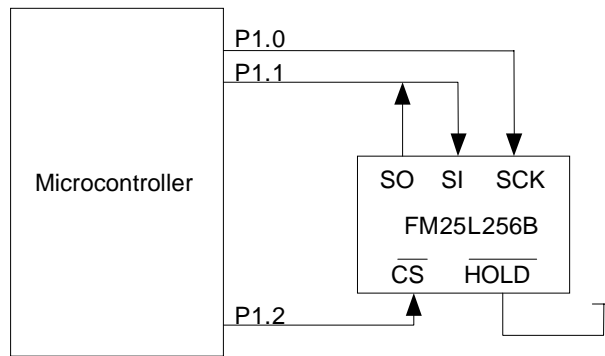 P1.0
P1.1
Microcontroller
SO SI SCK
FM25L256B
CS HOLD
P1.2